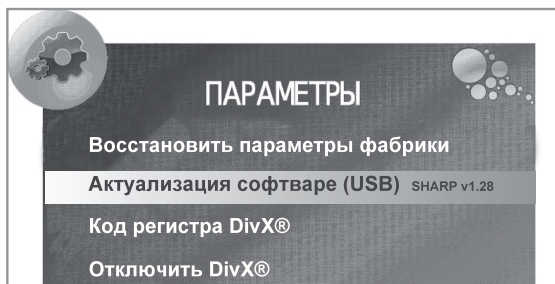 ПАРАМЕТРЫ
Восстановить параметры фабрики
Актуализация софтваре (USB) SHARP v1.28
Код регистра DivX®
Отключить DivX®